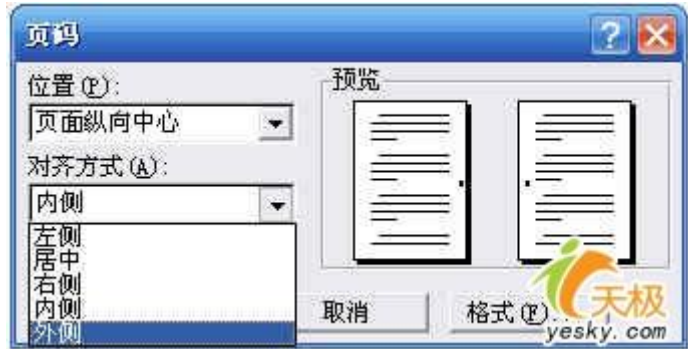 页码
位置(P):
页面纵向中心
对齐方式(A):
内侧
左侧
居中
右侧
内侧
外侧
预览
取消
格式(F)...
天极
yesky.com